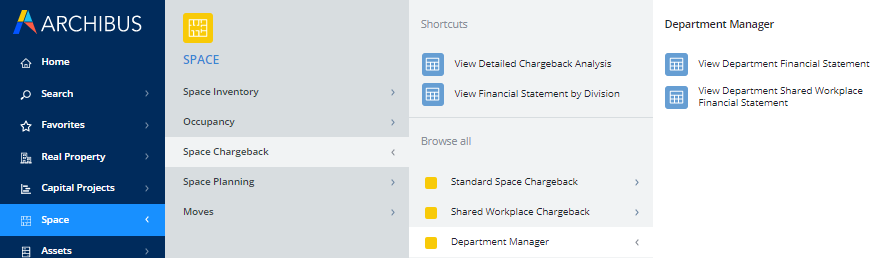 ARCHIBUS
Home
Search
Favorites
Real Property
Capital Projects
Space
Assets
SPACE
Space Inventory
Occupancy
Space Chargeback
Space Planning
Moves
Shortcuts
View Detailed Chargeback Analysis
View Financial Statement by Division
Browse all
Standard Space Chargeback
Shared Workplace Chargeback
Department Manager
Department Manager
View Department Financial Statement
View Department Shared Workplace
Financial Statement